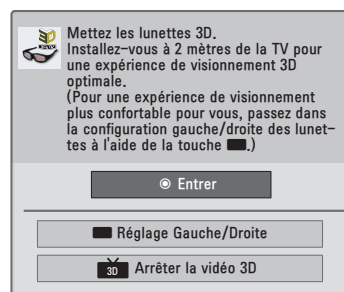 Mettez les lunettes 3D.
Installez-vous à 2 mètres de la TV pour
une expérience de visionnement 3D
optimale.
(Pour une expérience de visionnement
plus confortable pour vous, passez dans
la configuration gauche/droite des lunet-
tes à l'aide de la touche .)
Entrer
Réglage Gauche/Droite
3D Arrêter la vidéo 3D